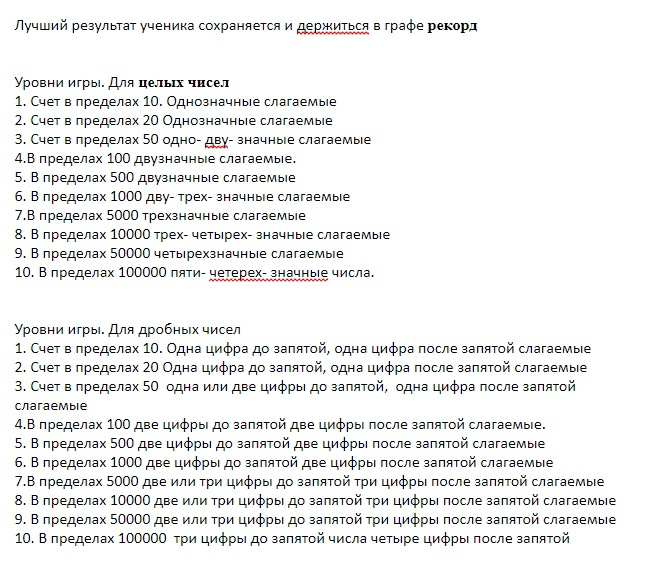 Лучший результат ученика сохраняется и держиться в графе рекорд
Уровни игры. Для целых чисел
1. Счет в пределах 10. Однозначные слагаемые
2. Счет в пределах 20 Однозначные слагаемые
3. Счет в пределах 50 одно- дву- значные слагаемые
4.В пределах 100 двузначные слагаемые.
5. В пределах 500 двузначные слагаемые
6. В пределах 1000 дву- трех- значные слагаемые
7.В пределах 5000 трехзначные слагаемые
8. В пределах 10000 трех- четырех- значные слагаемые
9. В пределах 50000 четырехзначные слагаемые
10. В пределах 100000 пяти- четерех- значные числа.
Уровни игры. Для дробных чисел
1. Счет в пределах 10. Одна цифра до запятой, одна цифра после запятой слагаемые
2. Счет в пределах 20 Одна цифра до запятой, одна цифра после запятой слагаемые
3. Счет в пределах 50  одна или две цифры до запятой,  одна цифра после запятой
слагаемые
4.В пределах 100 две цифры до запятой две цифры после запятой слагаемые.
5. В пределах 500 две цифры до запятой две цифры после запятой слагаемые
6. В пределах 1000 две цифры до запятой две цифры после запятой слагаемые
7.В пределах 5000 две или три цифры до запятой три цифры после запятой слагаемые
8. В пределах 10000 две или три цифры до запятой три цифры после запятой слагаемые
9. В пределах 50000 две или три цифры до запятой три цифры после запятой слагаемые
10. В пределах 100000  три цифры до запятой числа четыре цифры после запятой